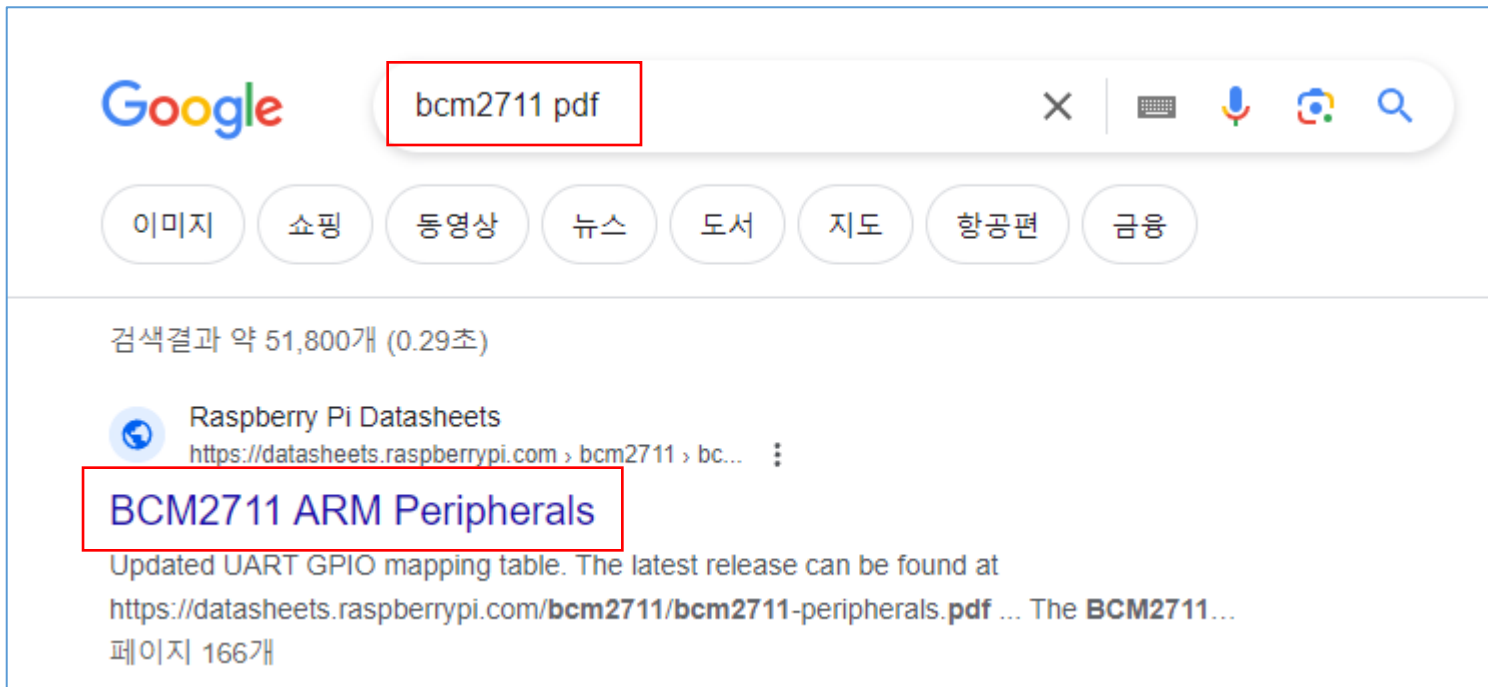 Google bcm2711 pdf
이미지 쇼핑 동영상 뉴스 도서 지도 항공편 금융
검색결과 약 51,800개 (0.29초)
Raspberry Pi Datasheets
https://datasheets.raspberrypi.com › bcm2711 › bc...
BCM2711 ARM Peripherals
Updated UART GPIO mapping table. The latest release can be found at
https://datasheets.raspberrypi.com/bcm2711/bcm2711-peripherals.pdf ... The BCM2711...
페이지 166개